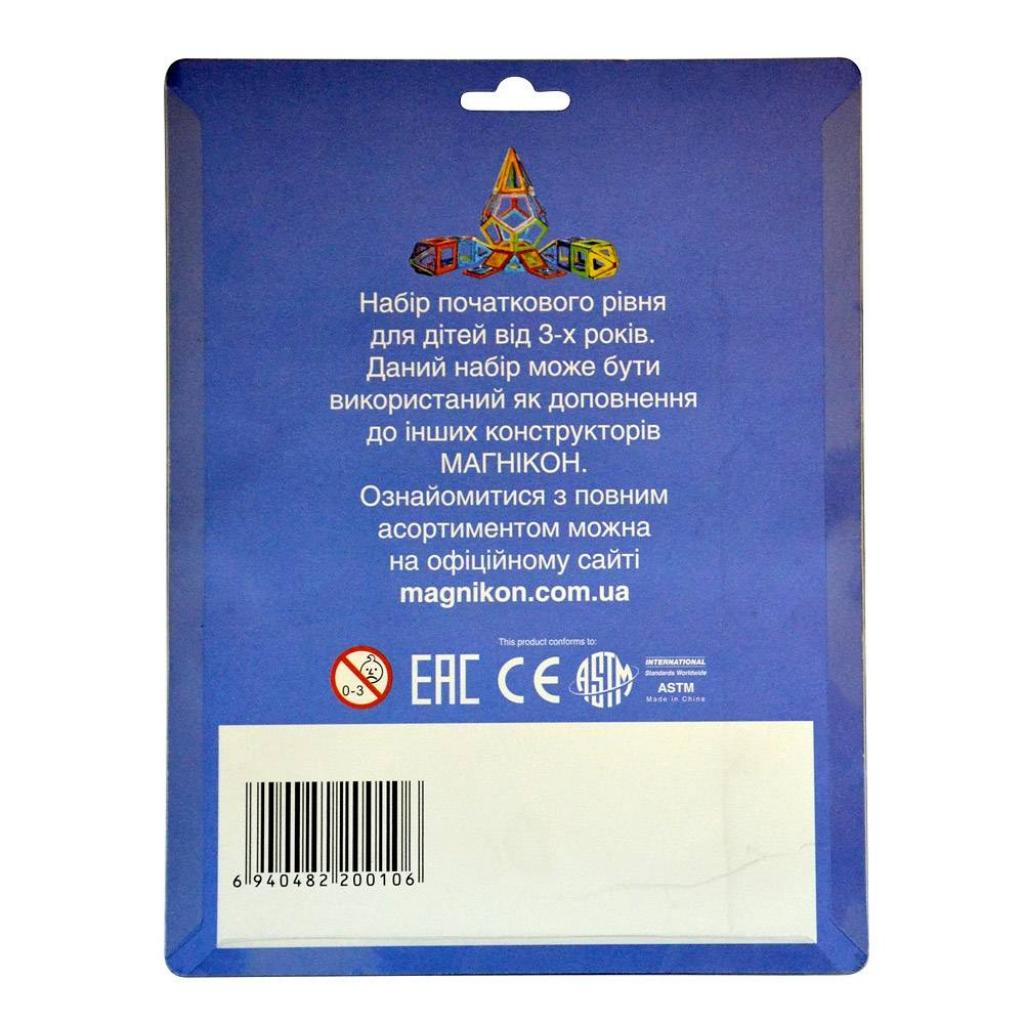 Набір початкового рівня
для дітей від 3-х років.
Даний набір може бути
використаний як доповнення
до інших конструкторів
МАГНІКОН.
Ознайомитися з повним
асортиментом можна
на офіційному сайті
magnikon.com.ua
This product conforms to:
0-3
EAC CE ASTM
INTERNATIONAL
Standards Worldwide
ASTM
Made in China
6 940482 200106